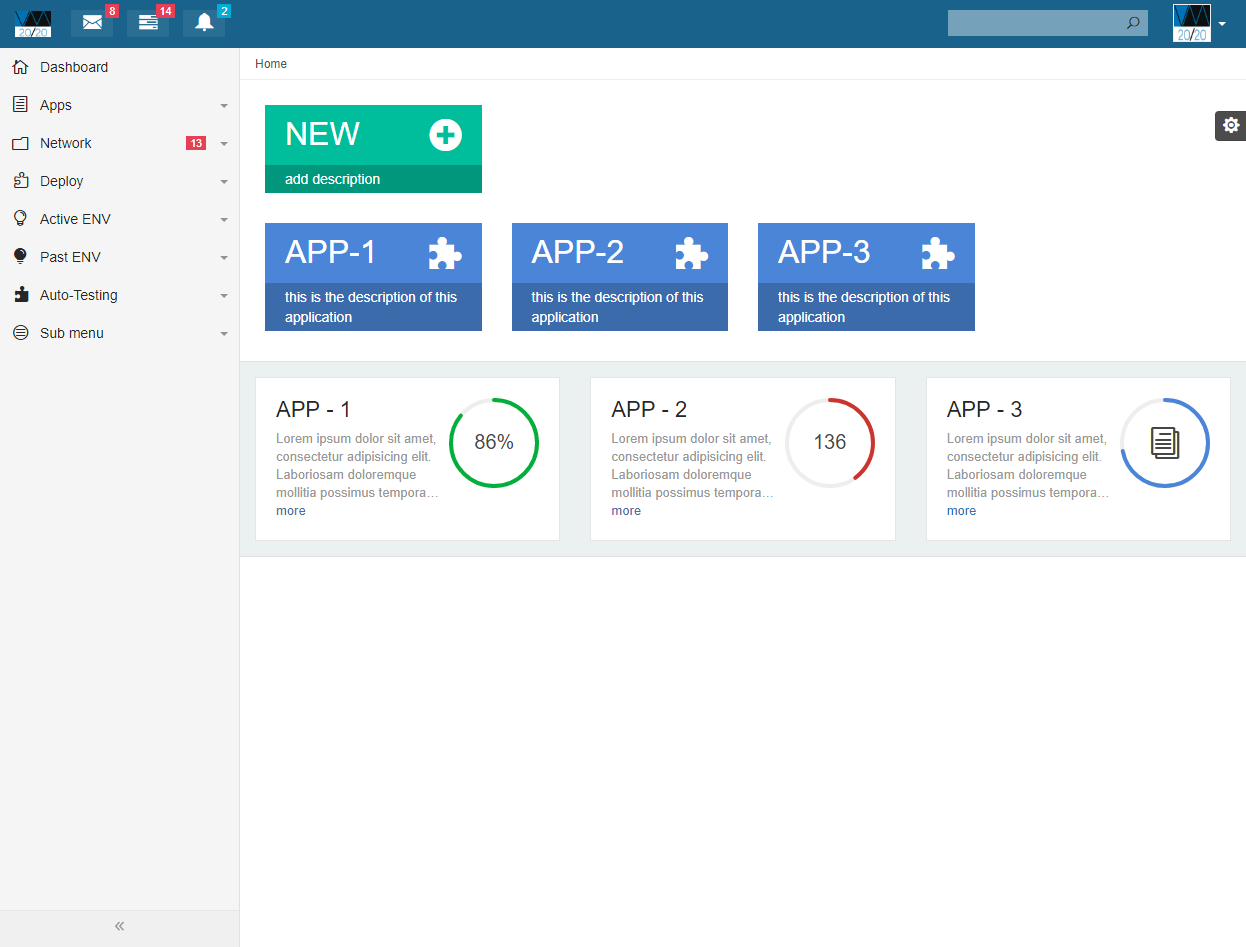 VM 20/20
8
14
2
VM 20/20
Home
Dashboard
Apps
Network 13
Deploy
Active ENV
Past ENV
Auto-Testing
Sub menu
NEW
add description
APP-1
this is the description of this
application
APP-2
this is the description of this
application
APP-3
this is the description of this
application
APP - 1
Lorem ipsum dolor sit amet,
consectetur adipisicing elit.
Laboriosam doloremque
mollitia possimus tempora…
more
86%
APP - 2
Lorem ipsum dolor sit amet,
consectetur adipisicing elit.
Laboriosam doloremque
mollitia possimus tempora…
more
136
APP - 3
Lorem ipsum dolor sit amet,
consectetur adipisicing elit.
Laboriosam doloremque
mollitia possimus tempora…
more
«